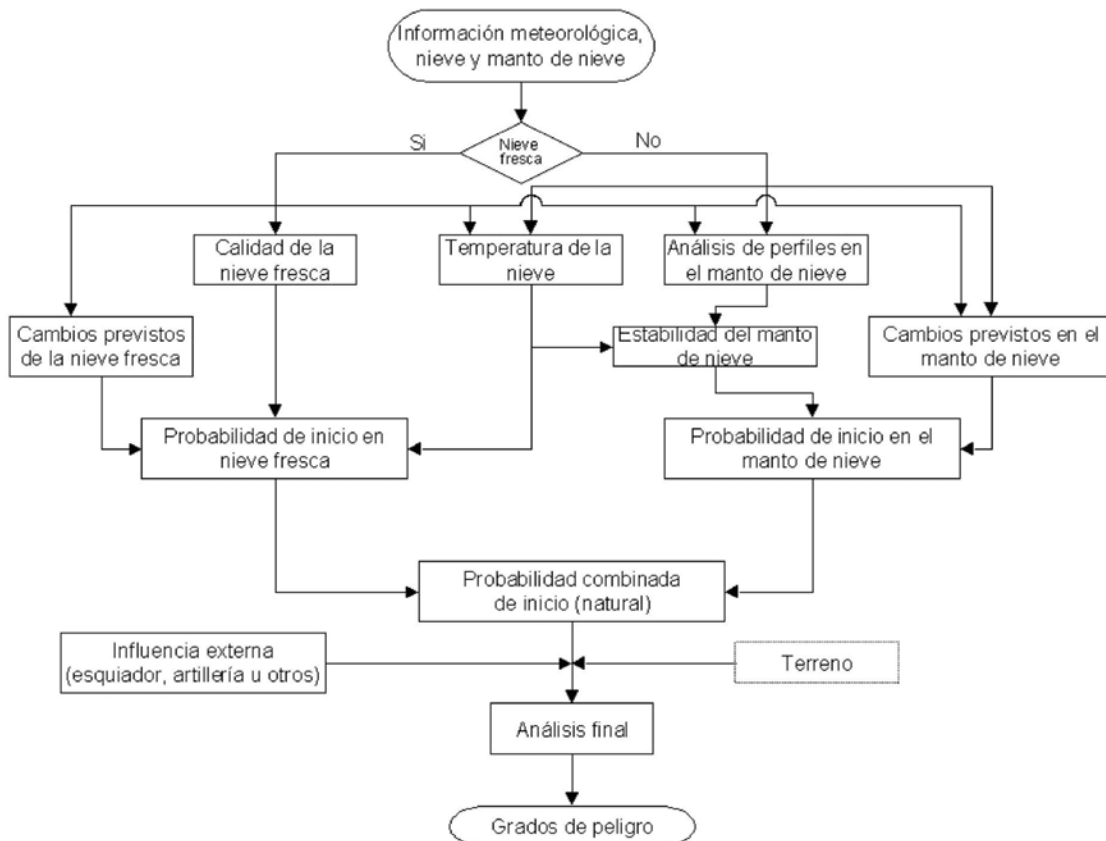 Información meteorológica,
nieve y manto de nieve
Nieve
fresca
Si
No
Calidad de la
nieve fresca
Temperatura de la
nieve
Análisis de perfiles en
el manto de nieve
Cambios previstos
de la nieve fresca
Estabilidad del manto
de nieve
Cambios previstos en el
manto de nieve
Probabilidad de inicio en
nieve fresca
Probabilidad de inicio en el
manto de nieve
Probabilidad combinada
de inicio (natural)
Influencia externa
(esquiador, artillería u otros)
Terreno
Análisis final
Grados de peligro